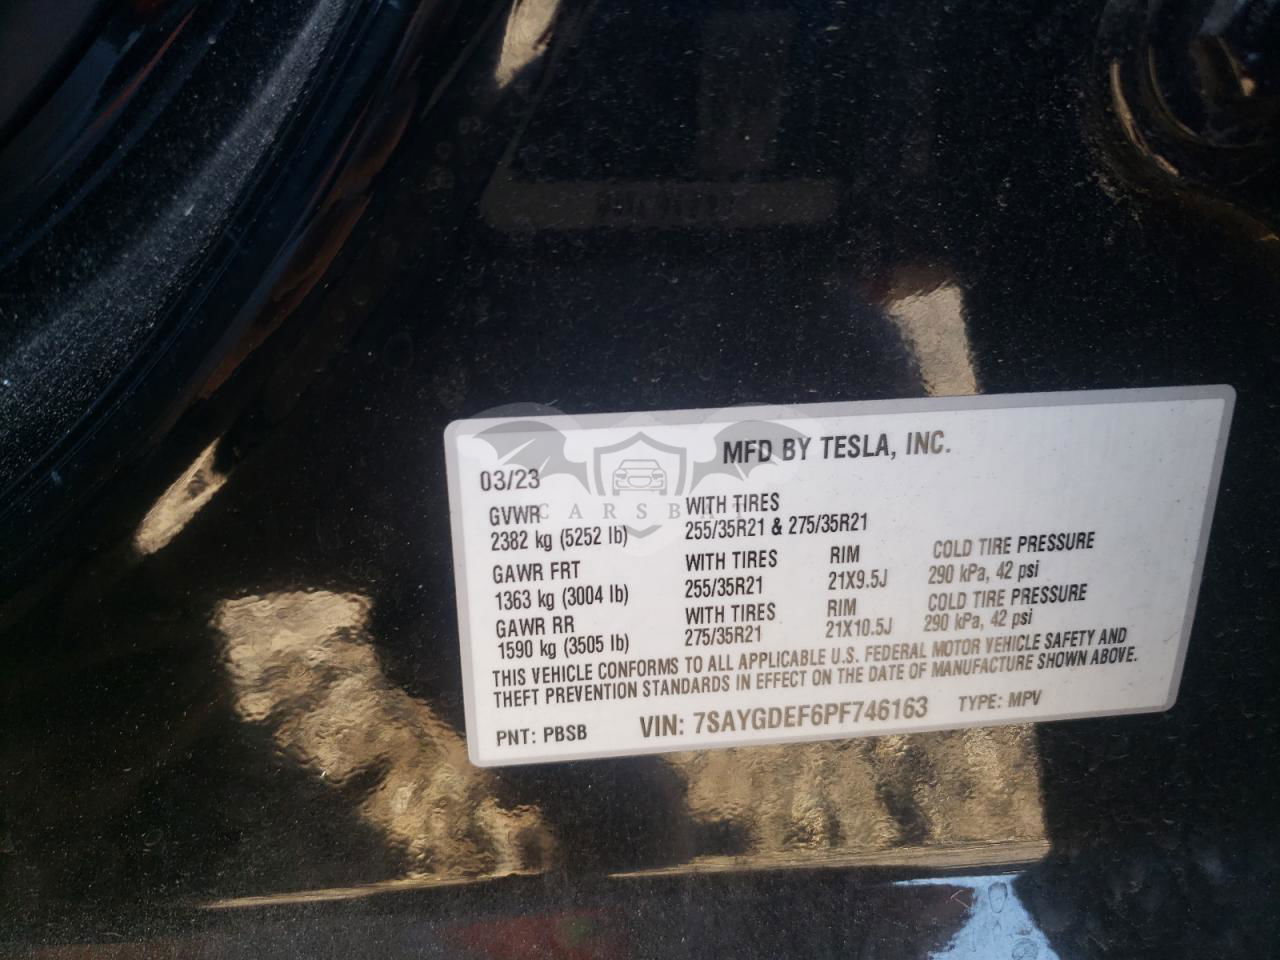 MFD BY TESLA, INC.
03/23
GVWR WITH TIRES
2382 kg (5252 lb) 255/35R21 & 275/35R21
GAWR FRT WITH TIRES RIM COLD TIRE PRESSURE
1363 kg (3004 lb) 255/35R21 21X9.5J 290 kPa, 42 psi
GAWR RR WITH TIRES RIM COLD TIRE PRESSURE
1590 kg (3505 lb) 275/35R21 21X10.5J 290 kPa, 42 psi
THIS VEHICLE CONFORMS TO ALL APPLICABLE U.S. FEDERAL MOTOR VEHICLE SAFETY AND
THEFT PREVENTION STANDARDS IN EFFECT ON THE DATE OF MANUFACTURE SHOWN ABOVE.
PNT: PBSB VIN: 7SAYGDEF6PF746163 TYPE: MPV
CARSBAT